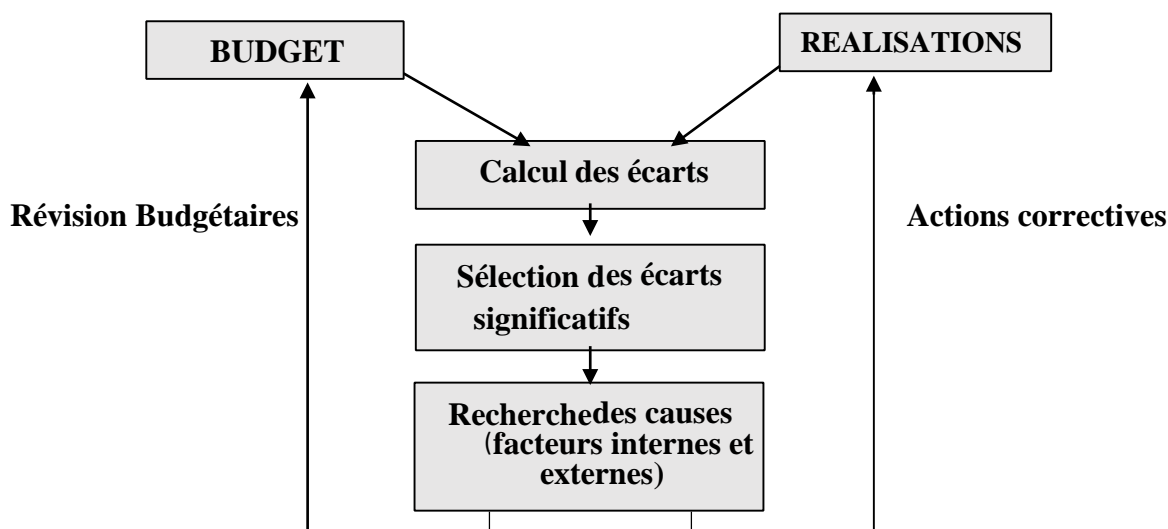 BUDGET
REALISATIONS
Calcul des écarts
Révision Budgétaires
Actions correctives
Sélection des écarts
significatifs
Recherchedes causes
(facteurs internes et
externes)